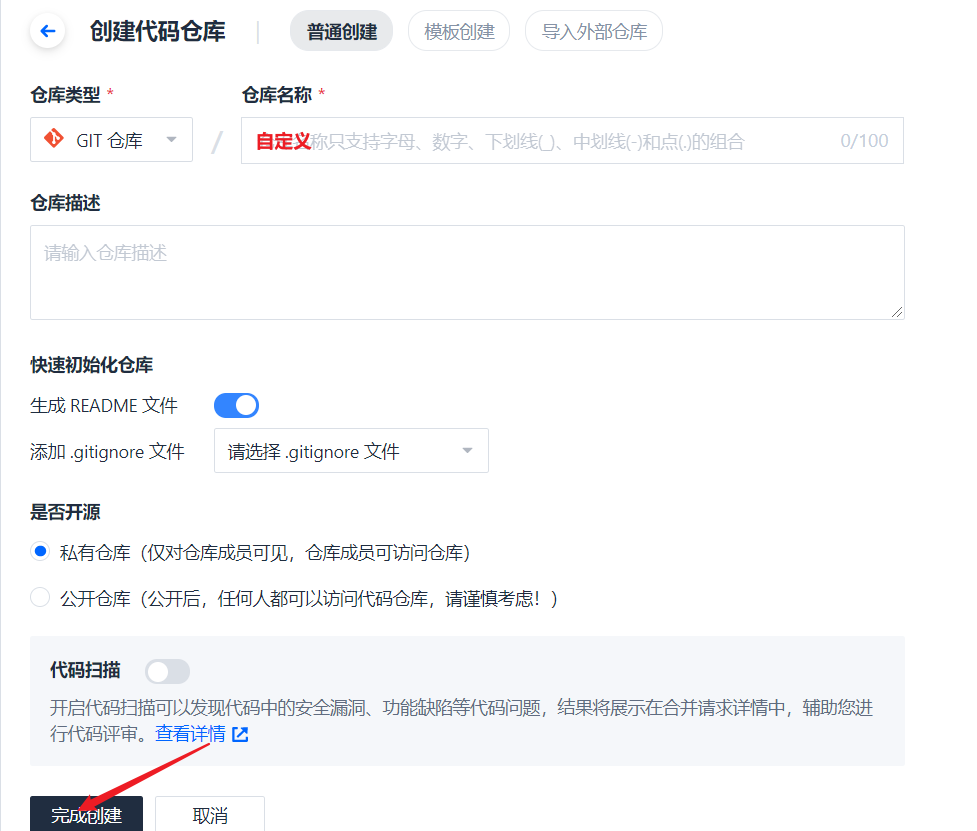 创建代码仓库 普通创建 模板创建 导入外部仓库
仓库类型 * 仓库名称 *
GIT 仓库 / 自定义称只支持字母、数字、下划线(_)、中划线(-)和点(.)的组合 0/100
仓库描述
请输入仓库描述
快速初始化仓库
生成 README 文件
添加 .gitignore 文件 请选择 .gitignore 文件
是否开源
私有仓库（仅对仓库成员可见，仓库成员可访问仓库）
公开仓库（公开后，任何人都可以访问代码仓库，请谨慎考虑！）
代码扫描
开启代码扫描可以发现代码中的安全漏洞、功能缺陷等代码问题，结果将展示在合并请求详情中，辅助您进
行代码评审。查看详情
完成创建 取消